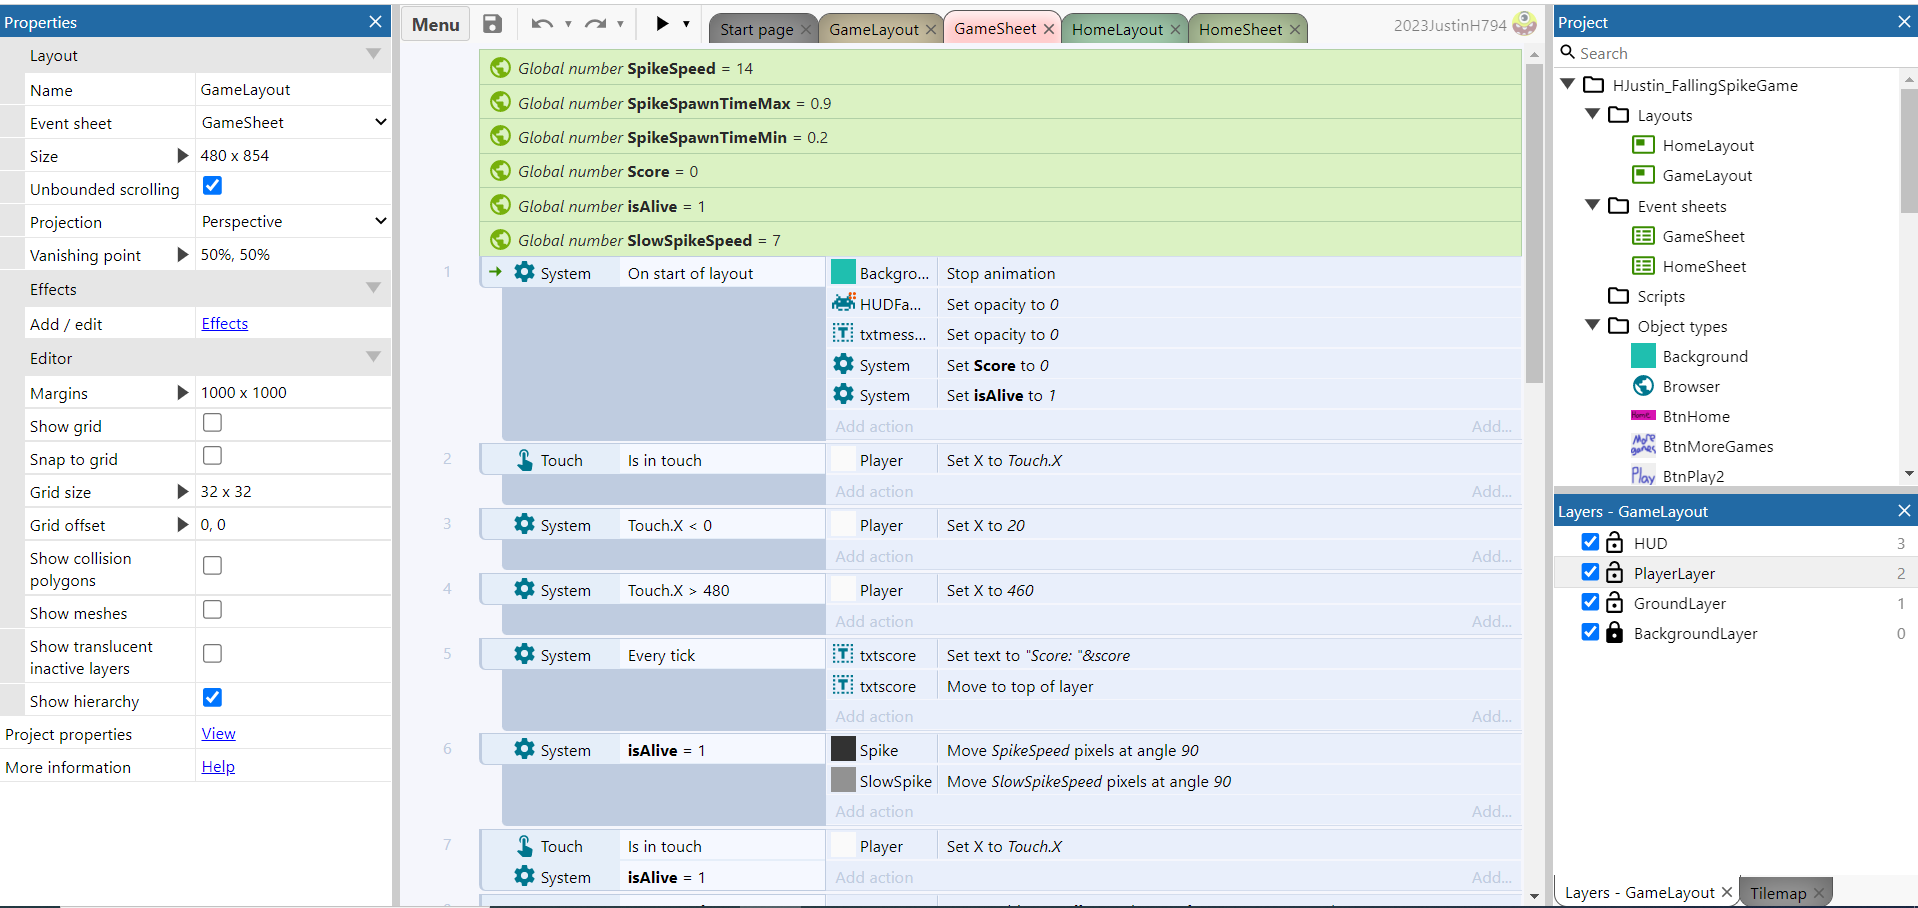 Properties
Layout
Name GameLayout
Event sheet GameSheet
Size 480 x 854
Unbounded scrolling
Projection Perspective
Vanishing point 50%, 50%
Effects
Add / edit Effects
Editor
Margins 1000 x 1000
Show grid
Snap to grid
Grid size 32 x 32
Grid offset 0, 0
Show collision
polygons
Show meshes
Show translucent
inactive layers
Show hierarchy
Project properties View
More information Help
Menu
Start page GameLayout GameSheet HomeLayout HomeSheet
2023JustinH794
Global number SpikeSpeed = 14
Global number SpikeSpawnTimeMax = 0.9
Global number SpikeSpawnTimeMin = 0.2
Global number Score = 0
Global number isAlive = 1
Global number SlowSpikeSpeed = 7
1 System On start of layout Backgro... Stop animation
HUDFa... Set opacity to 0
txtmess... Set opacity to 0
System Set Score to 0
System Set isAlive to 1
Add action Add...
2 Touch Is in touch Player Set X to Touch.X
Add action Add...
3 System Touch.X < 0 Player Set X to 20
Add action Add...
4 System Touch.X > 480 Player Set X to 460
Add action Add...
5 System Every tick txtscore Set text to "Score: "&score
txtscore Move to top of layer
Add action Add...
6 System isAlive = 1 Spike Move SpikeSpeed pixels at angle 90
SlowSpike Move SlowSpikeSpeed pixels at angle 90
Add action Add...
7 Touch Is in touch Player Set X to Touch.X
System isAlive = 1 Add action Add...
Project
Search
HJustin_FallingSpikeGame
Layouts
HomeLayout
GameLayout
Event sheets
GameSheet
HomeSheet
Scripts
Object types
Background
Browser
BtnHome
More games BtnMoreGames
Play BtnPlay2
Layers - GameLayout
HUD 3
PlayerLayer 2
GroundLayer 1
BackgroundLayer 0
Layers - GameLayout Tilemap